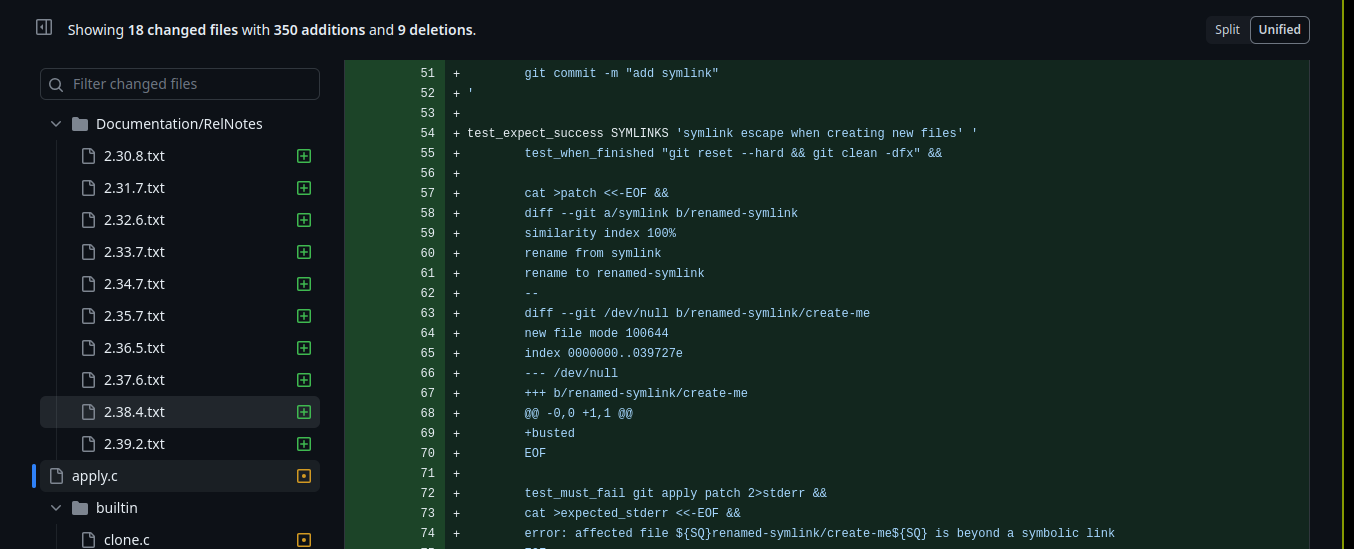 Showing 18 changed files with 350 additions and 9 deletions.
Split
Unified
Filter changed files
Documentation/RelNotes
2.30.8.txt
2.31.7.txt
2.32.6.txt
2.33.7.txt
2.34.7.txt
2.35.7.txt
2.36.5.txt
2.37.6.txt
2.38.4.txt
2.39.2.txt
apply.c
builtin
clone.c
51 + git commit -m "add symlink"
52 + '
53 +
54 + test_expect_success SYMLINKS 'symlink escape when creating new files' '
55 + test_when_finished "git reset --hard && git clean -dfx" &&
56 +
57 + cat >patch <<-EOF &&
58 + diff --git a/symlink b/renamed-symlink
59 + similarity index 100%
60 + rename from symlink
61 + rename to renamed-symlink
62 + --
63 + diff --git /dev/null b/renamed-symlink/create-me
64 + new file mode 100644
65 + index 0000000..039727e
66 + --- /dev/null
67 + +++ b/renamed-symlink/create-me
68 + @@ -0,0 +1,1 @@
69 + +busted
70 + EOF
71 +
72 + test_must_fail git apply patch 2>stderr &&
73 + cat >expected_stderr <<-EOF &&
74 + error: affected file ${SQ}renamed-symlink/create-me${SQ} is beyond a symbolic link